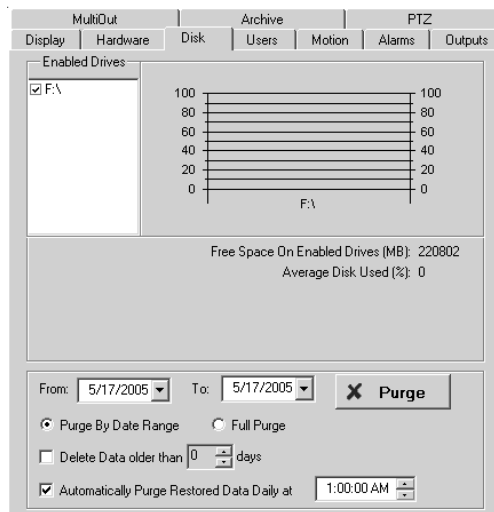 MultiOut Archive PTZ
Display Hardware Disk Users Motion Alarms Outputs
Enabled Drives
F:\
100 100
80 80
60 60
40 40
20 20
0 0
F:\
Free Space On Enabled Drives (MB): 220802
Average Disk Used (%): 0
From: 5/17/2005 To: 5/17/2005 Purge
Purge By Date Range Full Purge
Delete Data older than 0 days
Automatically Purge Restored Data Daily at 1:00:00 AM